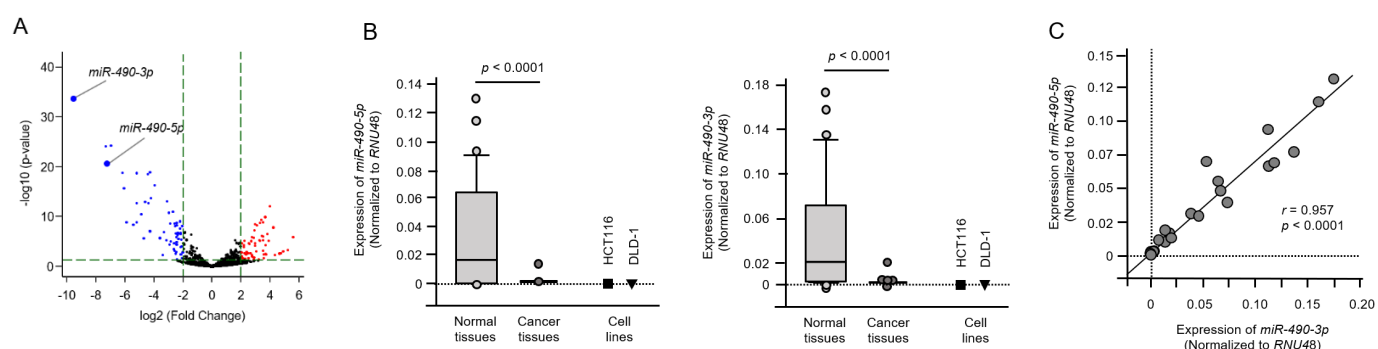 A
-log10 (p-value)
40
30
20
10
0
miR-490-3p
miR-490-5p
-10 -8 -6 -4 -2 0 2 4 6
log2 (Fold Change)
B
Expression of miR-490-5p
(Normalized to RNU48)
0.14
0.12
0.10
0.08
0.06
0.04
0.02
0
p < 0.0001
HCT116
DLD-1
Normal
tissues
Cancer
tissues
Cell
lines
Expression of miR-490-3p
(Normalized to RNU48)
0.18
0.14
0.10
0.06
0.02
0
p < 0.0001
HCT116
DLD-1
Normal
tissues
Cancer
tissues
Cell
lines
C
Expression of miR-490-5p
(Normalized to RNU48)
0.15
0.12
0.10
0.07
0.05
0.02
0
r = 0.957
p < 0.0001
0 0.05 0.10 0.15 0.20
Expression of miR-490-3p
(Normalized to RNU48)